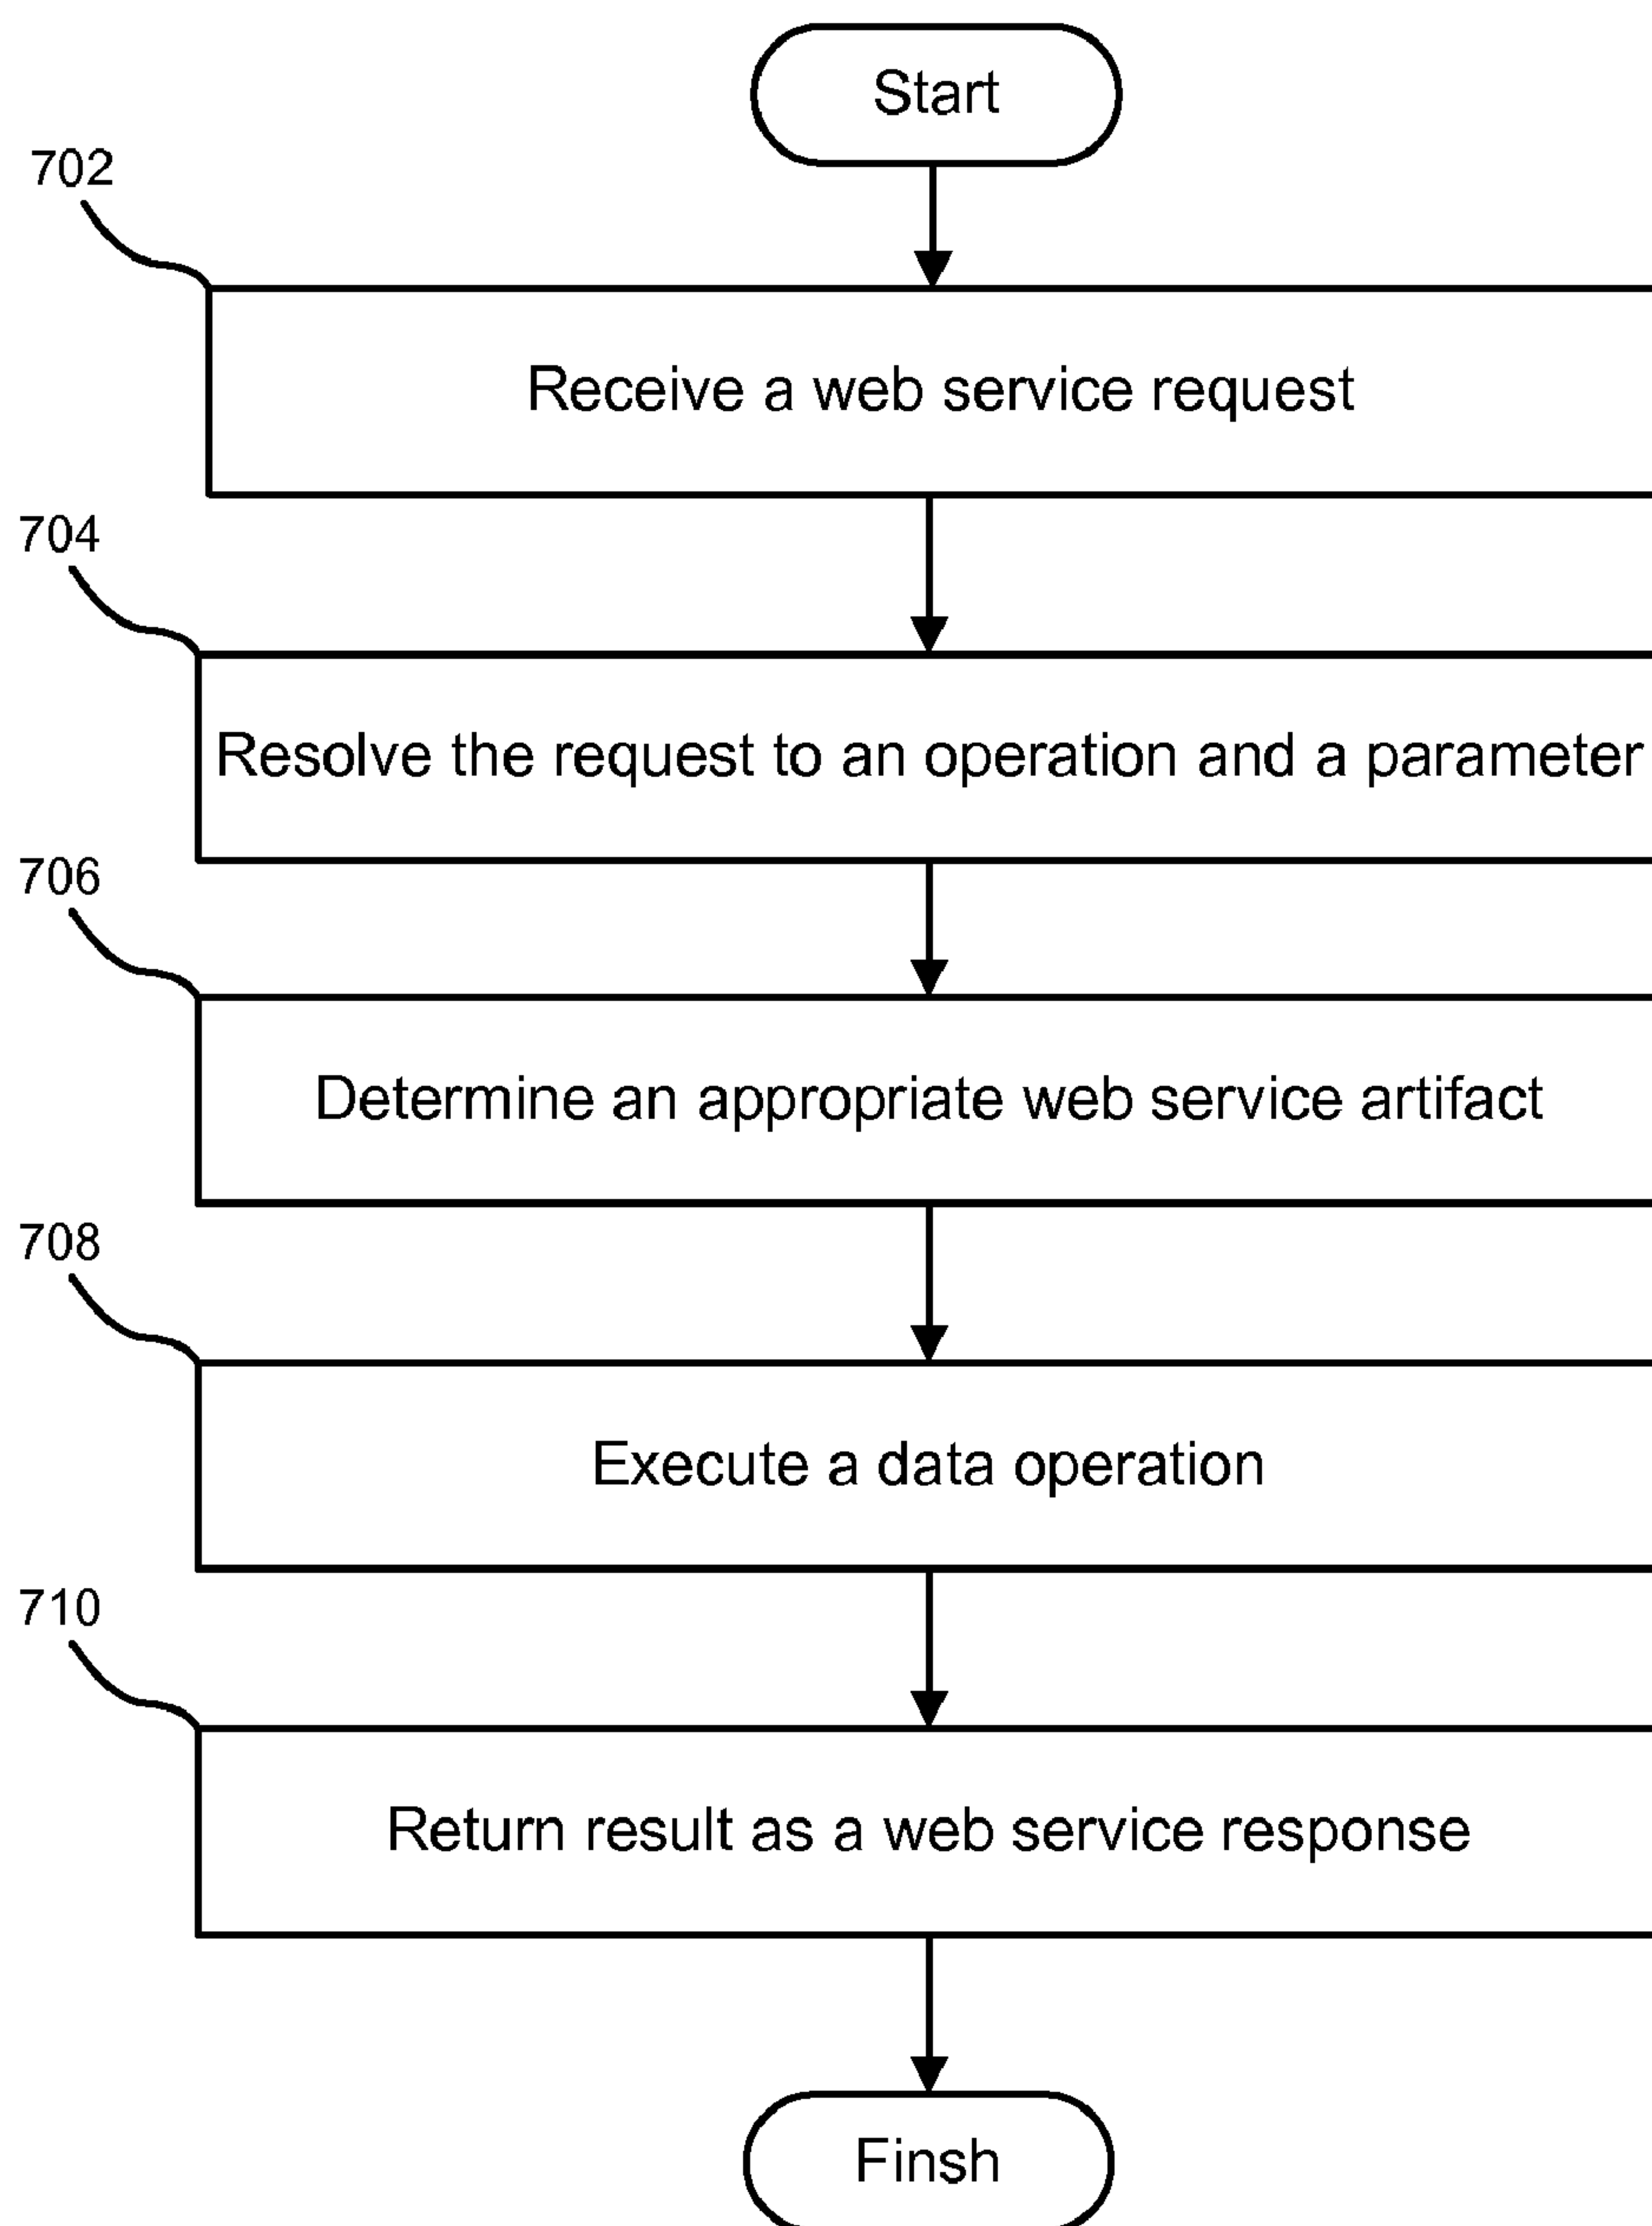 Start
702
Receive a web service request
704
Resolve the request to an operation and a parameter
706
Determine an appropriate web service artifact
708
Execute a data operation
710
Return result as a web service response
Finsh